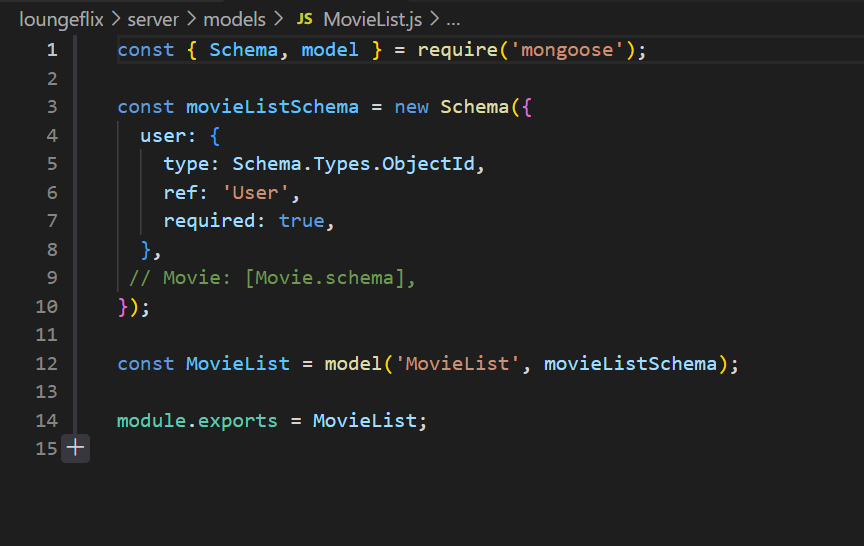 loungeflix > server > models > JS MovieList.js > ...
1 const { Schema, model } = require('mongoose');
2
3 const movieListSchema = new Schema({
4   user: {
5     type: Schema.Types.ObjectId,
6     ref: 'User',
7     required: true,
8   },
9  // Movie: [Movie.schema],
10 });
11
12 const MovieList = model('MovieList', movieListSchema);
13
14 module.exports = MovieList;
15